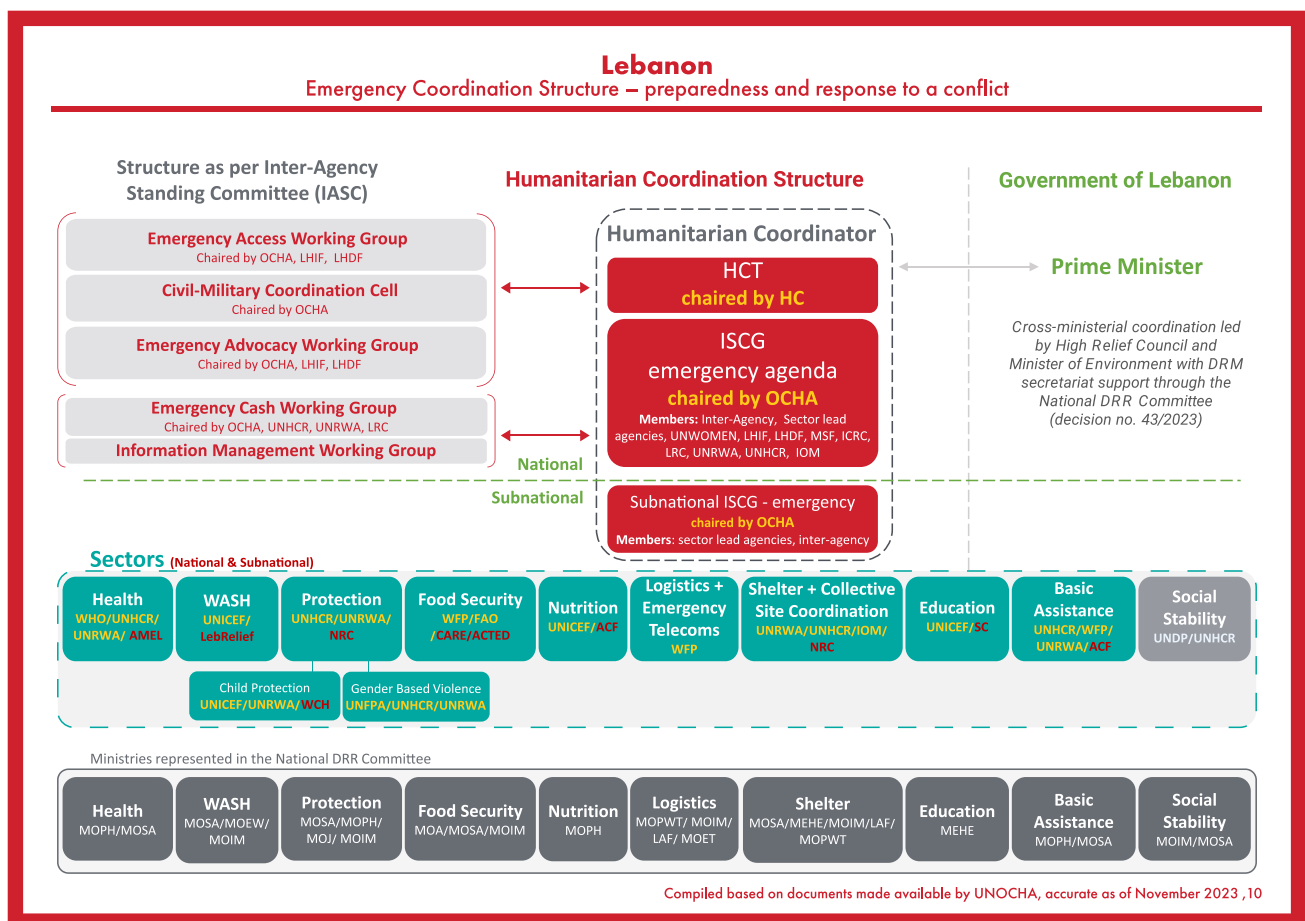 Lebanon
Emergency Coordination Structure – preparedness and response to a conflict
Structure as per Inter-Agency
Standing Committee (IASC)
Emergency Access Working Group
Chaired by OCHA, LHIF, LHDF
Civil-Military Coordination Cell
Chaired by OCHA
Emergency Advocacy Working Group
Chaired by OCHA, LHIF, LHDF
Emergency Cash Working Group
Chaired by OCHA, UNHCR, UNRWA, LRC
Information Management Working Group
Humanitarian Coordination Structure
Humanitarian Coordinator
HCT
chaired by HC
ISCG
emergency agenda
chaired by OCHA
Members: Inter-Agency, Sector lead
agencies, UNWOMEN, LHIF, LHDF, MSF, ICRC,
LRC, UNRWA, UNHCR, IOM
Government of Lebanon
Prime Minister
Cross-ministerial coordination led
by High Relief Council and
Minister of Environment with DRM
secretariat support through the
National DRR Committee
(decision no. 43/2023)
National
Subnational
Subnational ISCG - emergency
chaired by OCHA
Members: sector lead agencies, inter-agency
Sectors (National & Subnational)
Health
WHO/UNHCR/
UNRWA/ AMEL
WASH
UNICEF/
LebRelief
Protection
UNHCR/UNRWA/
NRC
Food Security
WFP/FAO
/CARE/ACTED
Nutrition
UNICEF/ACF
Logistics +
Emergency
Telecoms
WFP
Shelter + Collective
Site Coordination
UNRWA/UNHCR/IOM/
NRC
Education
UNICEF/SC
Basic
Assistance
UNHCR/WFP/
UNRWA/ACF
Social
Stability
UNDP/UNHCR
Child Protection
UNICEF/UNRWA/WCH
Gender Based Violence
UNFPA/UNHCR/UNRWA
Ministries represented in the National DRR Committee
Health
MOPH/MOSA
WASH
MOSA/MOEW/
MOIM
Protection
MOSA/MOPH/
MOJ/ MOIM
Food Security
MOA/MOSA/MOIM
Nutrition
MOPH
Logistics
MOPWT/ MOIM/
LAF/ MOET
Shelter
MOSA/MEHE/MOIM/LAF/
MOPWT
Education
MEHE
Basic
Assistance
MOPH/MOSA
Social
Stability
MOIM/MOSA
Compiled based on documents made available by UNOCHA, accurate as of November 2023 ,10